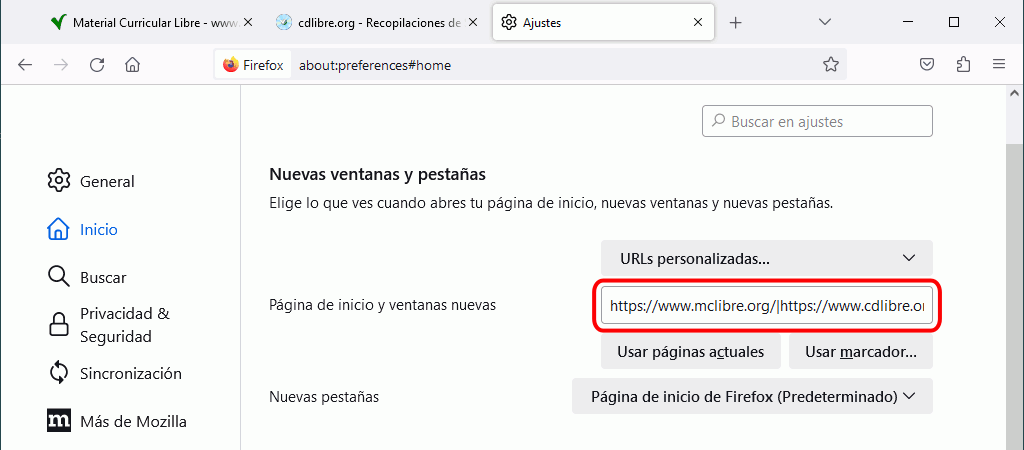 Material Curricular Libre - www.
cdlibre.org - Recopilaciones de
Ajustes
Firefox
about:preferences#home
Buscar en ajustes
General
Inicio
Buscar
Privacidad &
Seguridad
Sincronización
Más de Mozilla
Nuevas ventanas y pestañas
Elige lo que ves cuando abres tu página de inicio, nuevas ventanas y nuevas pestañas.
URLs personalizadas...
Página de inicio y ventanas nuevas
https://www.mclibre.org/|https://www.cdlibre.or
Usar páginas actuales
Usar marcador...
Nuevas pestañas
Página de inicio de Firefox (Predeterminado)